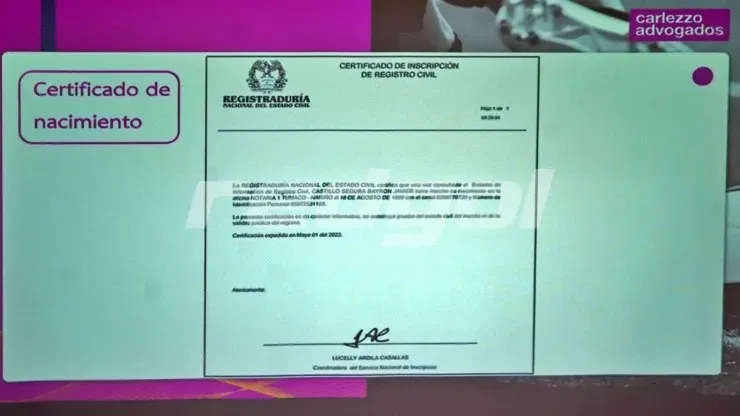 carlezzo
advogados
Certificado de
nacimiento
REGISTRADURÍA
NACIONAL DEL ESTADO CIVIL
CERTIFICADO DE INSCRIPCIÓN
DE REGISTRO CIVIL
Página 1 de 1
La REGISTRADURÍA NACIONAL DEL ESTADO CIVIL certifica que una vez consultado el Sistema de
Información de Registro Civil, CASTILLO SEGURA BAYRON JAVIER tiene inscrito su nacimiento en la
oficina NOTARIA 1 TUMACO - NARIÑO el 16 DE AGOSTO DE
Identificación Personal
La presente certificación es de carácter informativo, no constituye prueba del estado civil del inscrito ni de la
validez jurídica del registro.
Certificación expedida en Mayo 01 del 2022.
Atentamente:
LUCELLY ARDILA CASALLAS
Coordinadora del Servicio Nacional de Inscripción